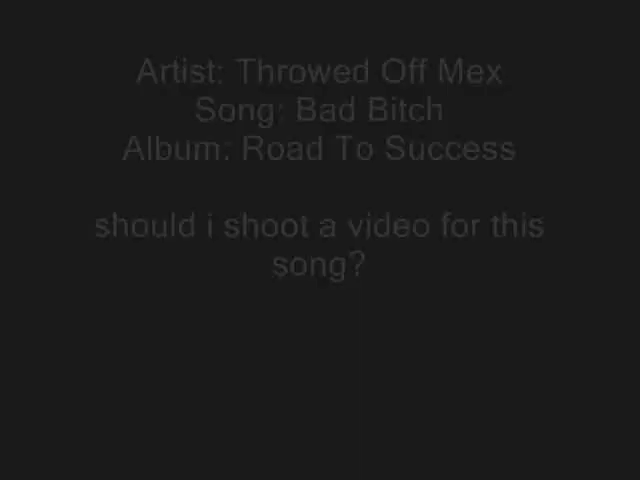 Artist: Throwed Off Mex
Song: Bad Bitch
Album: Road To Success
should i shoot a video for this
song?